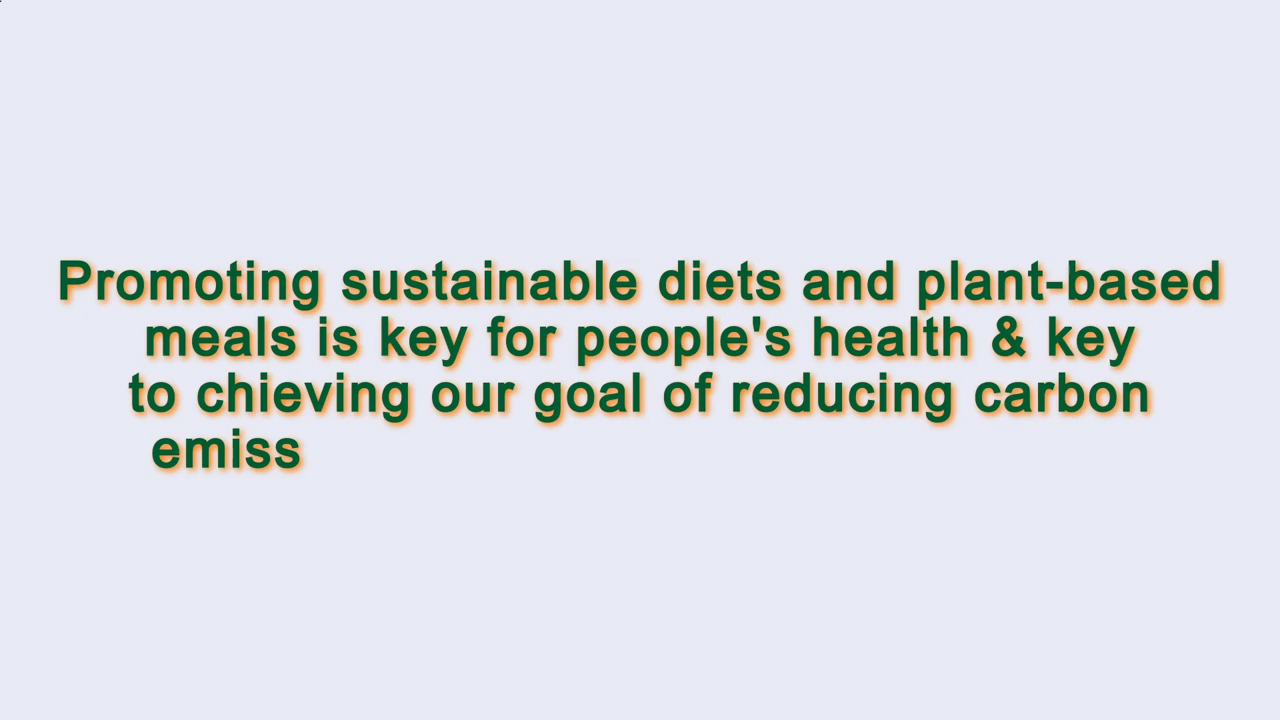 Promoting sustainable diets and plant-based
meals is key for people's health & key
to chieving our goal of reducing carbon
emiss